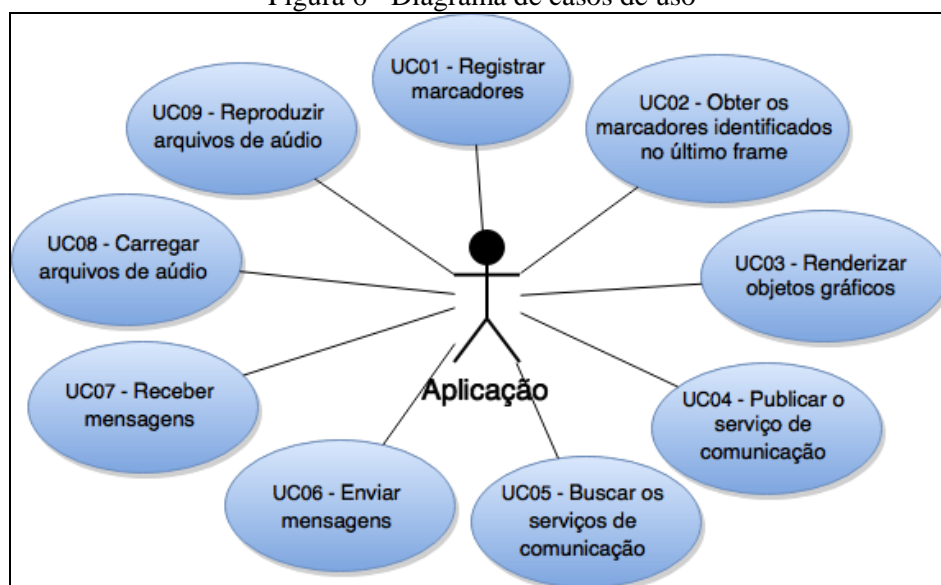 Figura - Diagrama de casos de uso
UC01 - Registrar
marcadores
UC02 - Obter os
marcadores identificados
no último frame
UC03 - Renderizar
objetos gráficos
UC04 - Publicar o
serviço de
comunicação
UC05 - Buscar os
serviços de
comunicação
UC06 - Enviar
mensagens
UC07 - Receber
mensagens
UC08 - Carregar
arquivos de aúdio
UC09 - Reproduzir
arquivos de aúdio
Aplicação